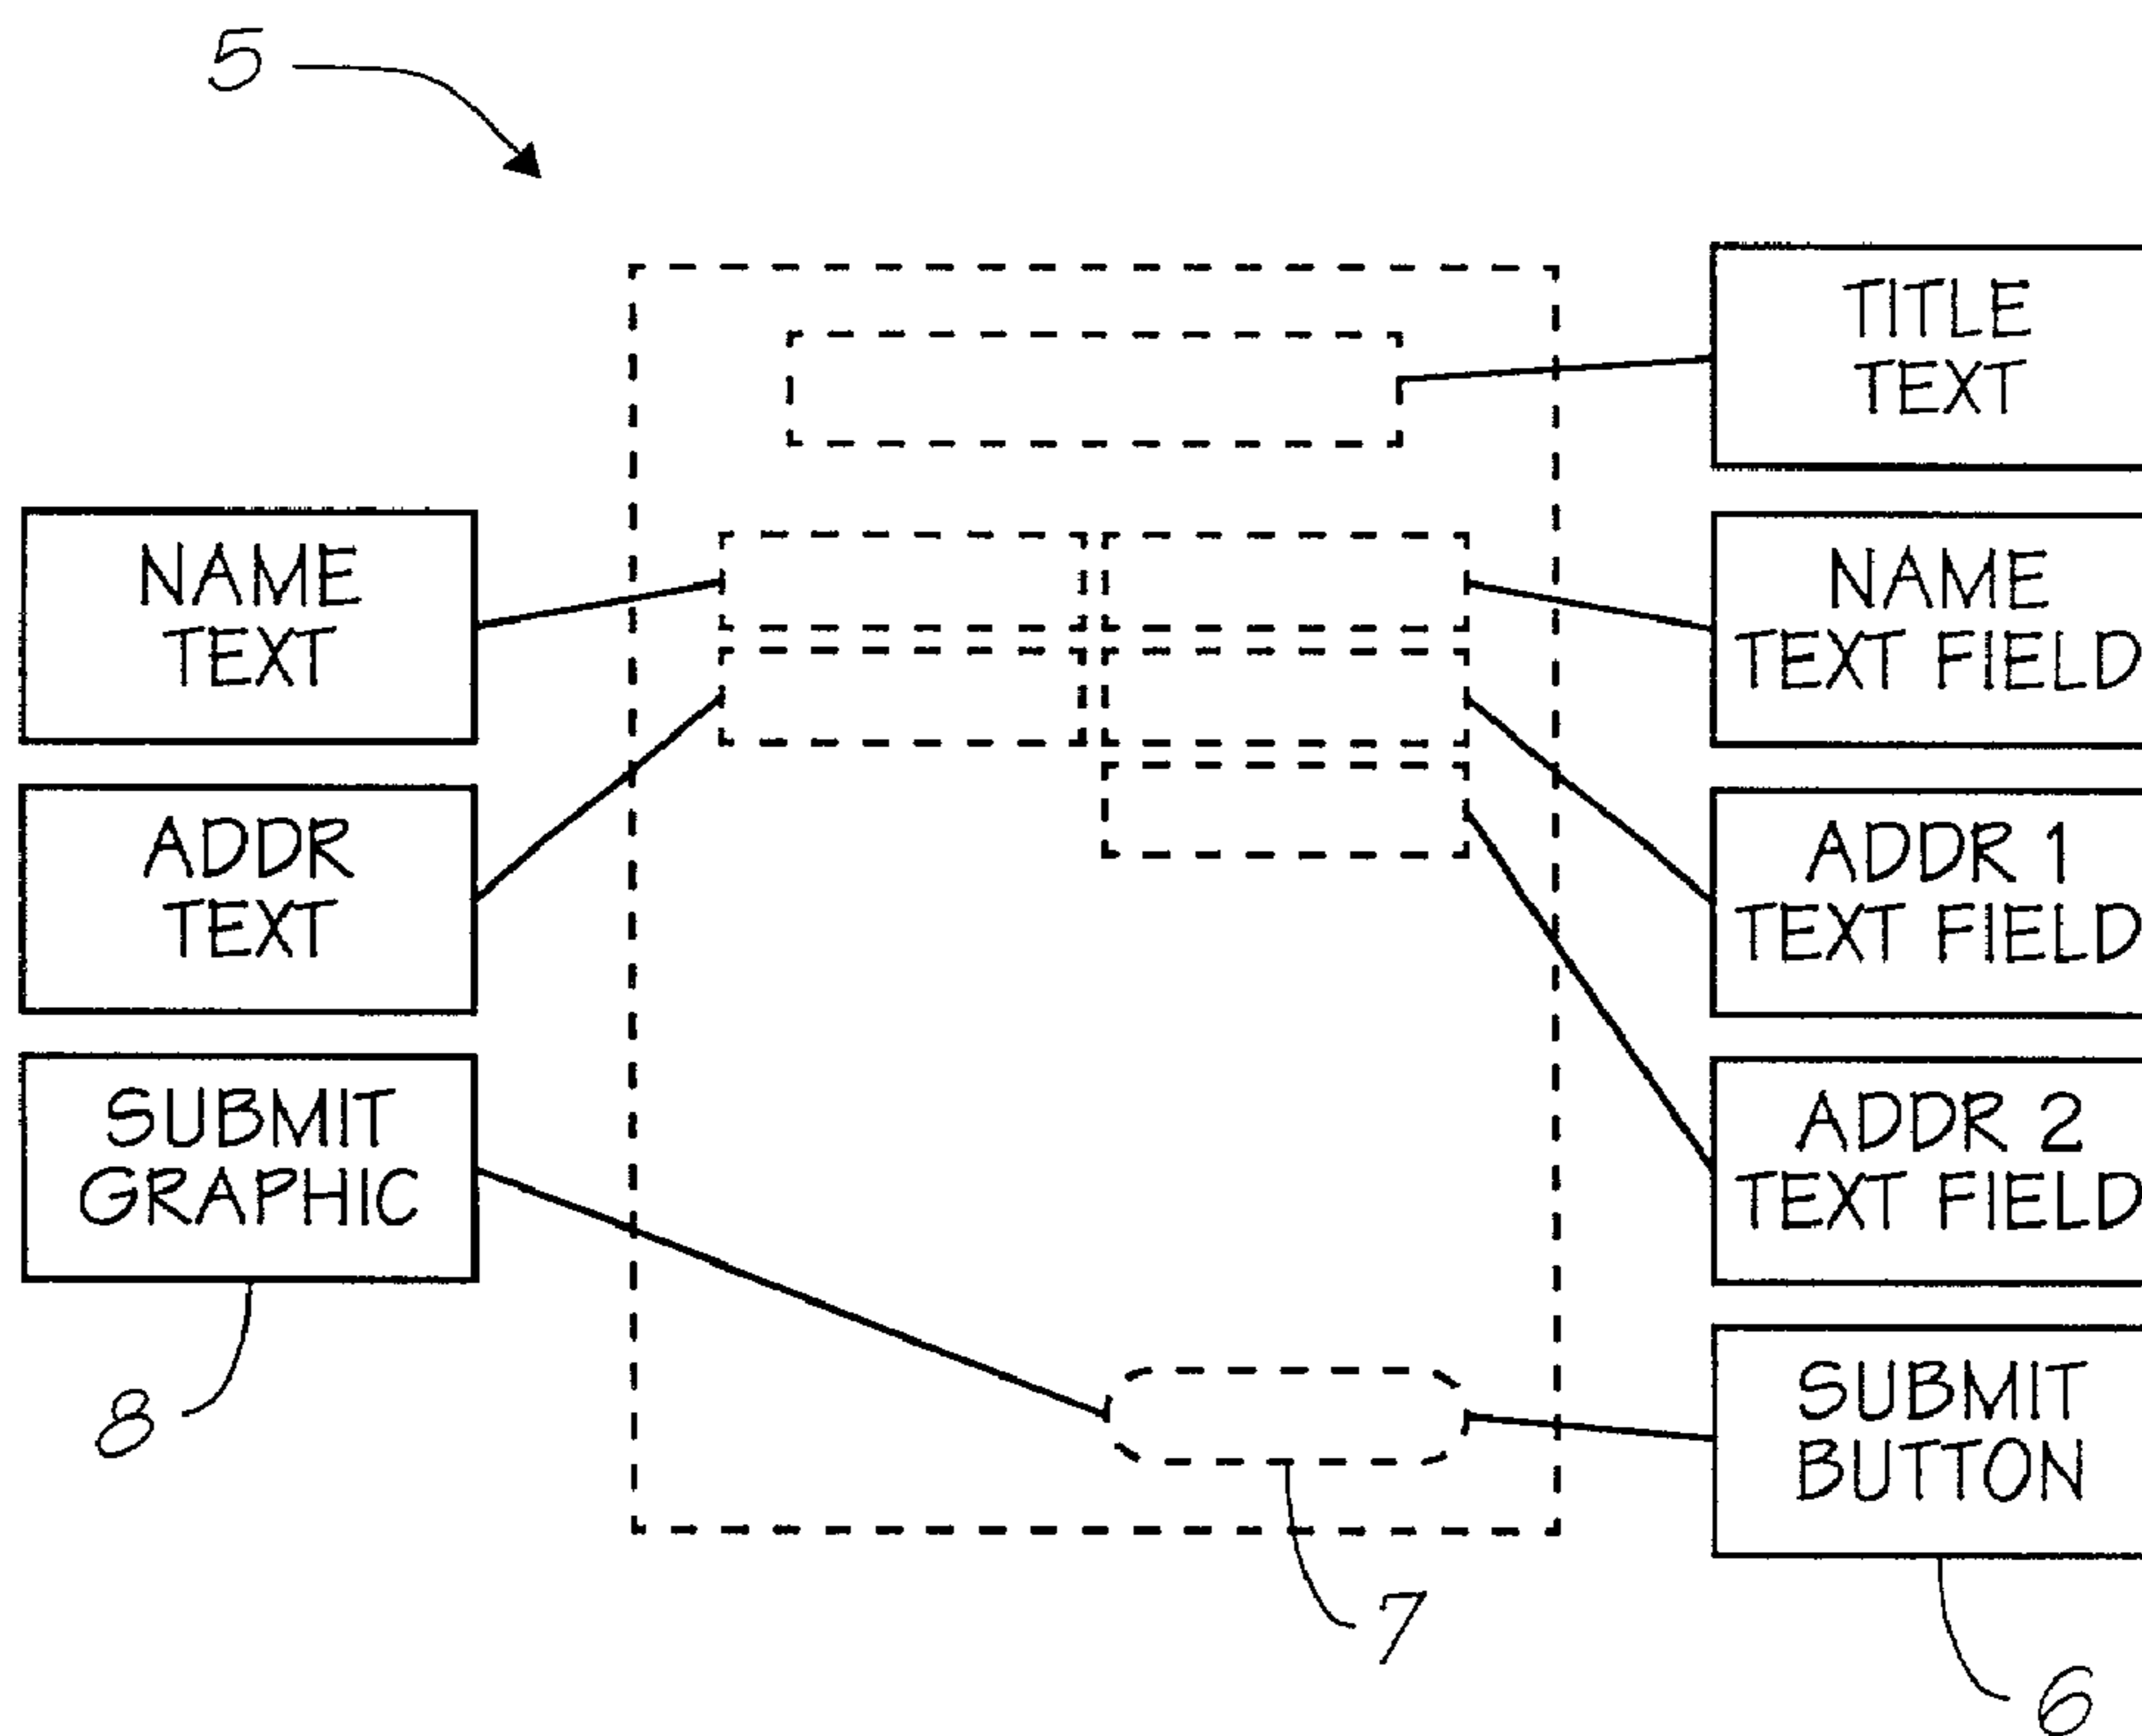 5
TITLE
TEXT
NAME
TEXT
NAME
TEXT FIELD
ADDR
TEXT
ADDR 1
TEXT FIELD
SUBMIT
GRAPHIC
ADDR 2
TEXT FIELD
8
SUBMIT
BUTTON
7
6